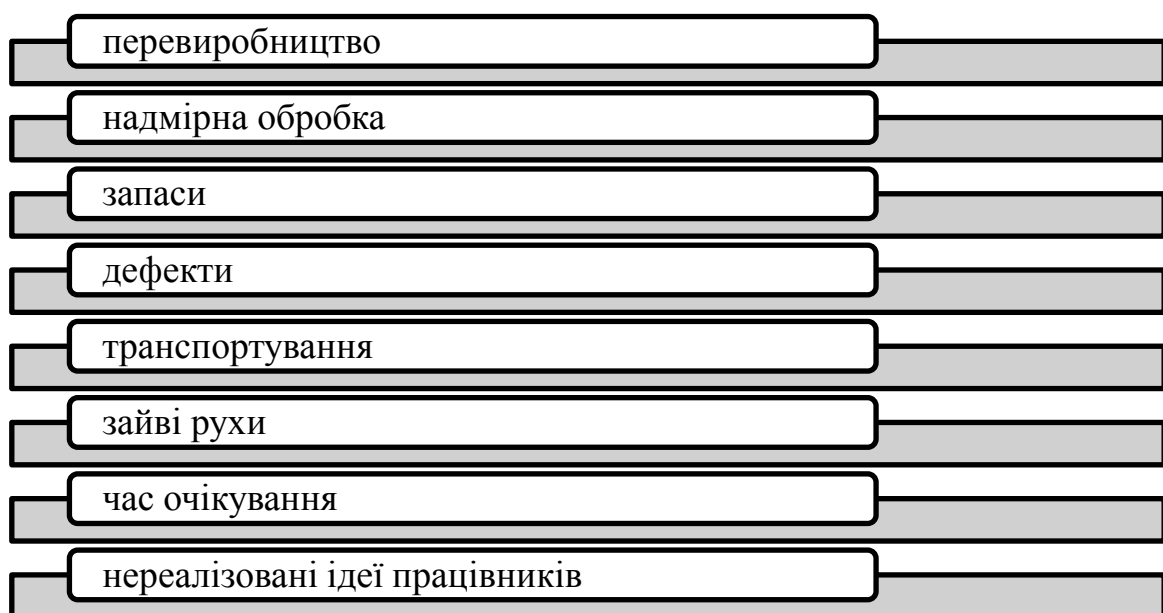 перевиробництво
надмірна обробка
запаси
дефекти
транспортування
зайві рухи
час очікування
нереалізовані ідеї працівників